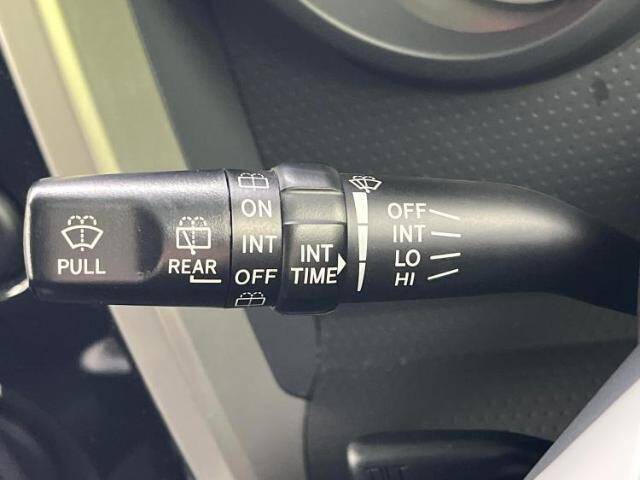 PULL
REAR
ON
INT
OFF
INT
TIME
OFF
INT
LO
HI